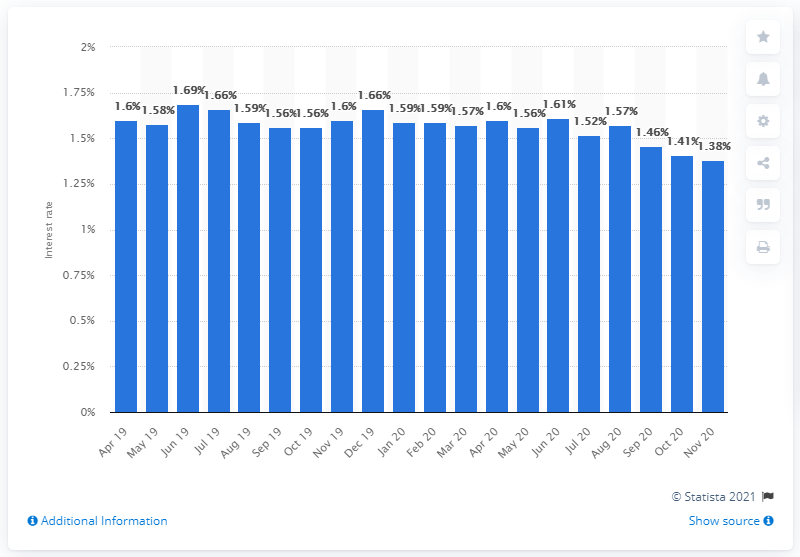 2%
1.75%
1.5%
1.25%
1%
0.75%
0.5%
0.25%
0%
Interest rate
1.6%
1.58%
1.69%
1.66%
1.59%
1.56%
1.56%
1.6%
1.66%
1.59%
1.59%
1.57%
1.6%
1.56%
1.61%
1.52%
1.57%
1.46%
1.41%
1.38%
Apr 19
May 19
Jun 19
Jul 19
Aug 19
Sep 19
Oct 19
Nov 19
Dec 19
Jan 20
Feb 20
Mar 20
Apr 20
May 20
Jun 20
Jul 20
Aug 20
Sep 20
Oct 20
Nov 20
© Statista 2021
Additional Information
Show source